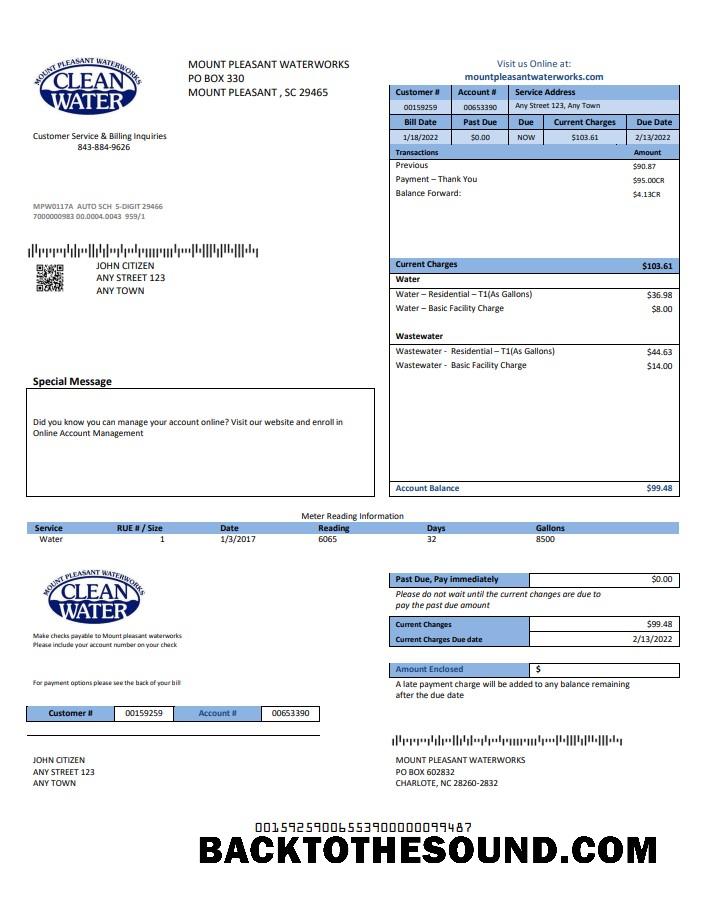 MOUNT PLEASANT WATERWORKS
CLEAN
WATER
MOUNT PLEASANT WATERWORKS
PO BOX 330
MOUNT PLEASANT , SC 29465
Customer Service & Billing Inquiries
843-884-9626
Visit us Online at:
mountpleasantwaterworks.com
Customer # Account # Service Address
00159259 00653390 Any Street 123, Any Town
Bill Date Past Due Due Current Charges Due Date
1/18/2022 $0.00 NOW $103.61 2/13/2022
Transactions Amount
Previous $90.87
Payment – Thank You $95.00CR
Balance Forward: $4.13CR
MPW0117A AUTO SCH 5-DIGIT 29466
7000000983 00.0004.0043 959/1
JOHN CITIZEN
ANY STREET 123
ANY TOWN
Current Charges $103.61
Water
Water – Residential – T1(As Gallons) $36.98
Water – Basic Facility Charge $8.00
Wastewater
Wastewater - Residential – T1(As Gallons) $44.63
Wastewater - Basic Facility Charge $14.00
Account Balance $99.48
Special Message
Did you know you can manage your account online? Visit our website and enroll in
Online Account Management
Meter Reading Information
Service RUE # / Size Date Reading Days Gallons
Water 1 1/3/2017 6065 32 8500
MOUNT PLEASANT WATERWORKS
CLEAN
WATER
Make checks payable to Mount pleasant waterworks
Please include your account number on your check
For payment options please see the back of your bill
Customer # 00159259 Account # 00653390
Past Due, Pay immediately $0.00
Please do not wait until the current changes are due to
pay the past due amount
Current Changes $99.48
Current Charges Due date 2/13/2022
Amount Enclosed $
A late payment charge will be added to any balance remaining
after the due date
JOHN CITIZEN
ANY STREET 123
ANY TOWN
MOUNT PLEASANT WATERWORKS
PO BOX 602832
CHARLOTE, NC 28260-2832
001592590065539000000099487
BACKTOTHESOUND.COM